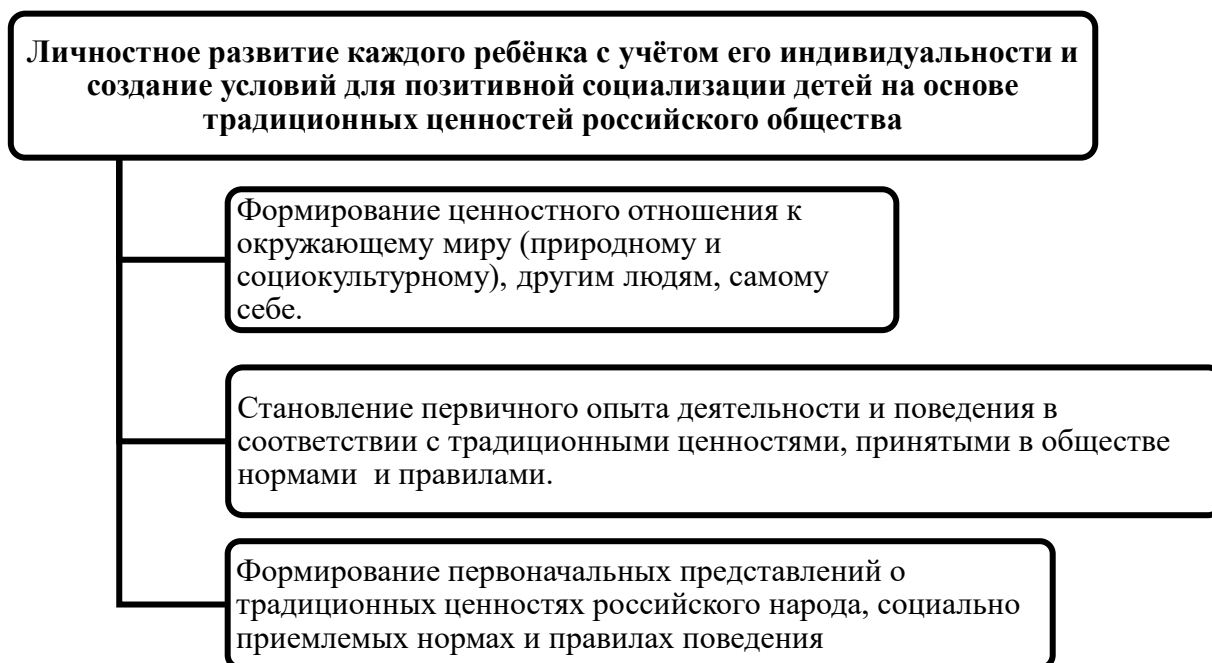 Личностное развитие каждого ребёнка с учётом его индивидуальности и
создание условий для позитивной социализации детей на основе
традиционных ценностей российского общества
Формирование ценностного отношения к
окружающему миру (природному и
социокультурному), другим людям, самому
себе.
Становление первичного опыта деятельности и поведения в
соответствии с традиционными ценностями, принятыми в обществе
нормами  и правилами.
Формирование первоначальных представлений о
традиционных ценностях российского народа, социально
приемлемых нормах и правилах поведения